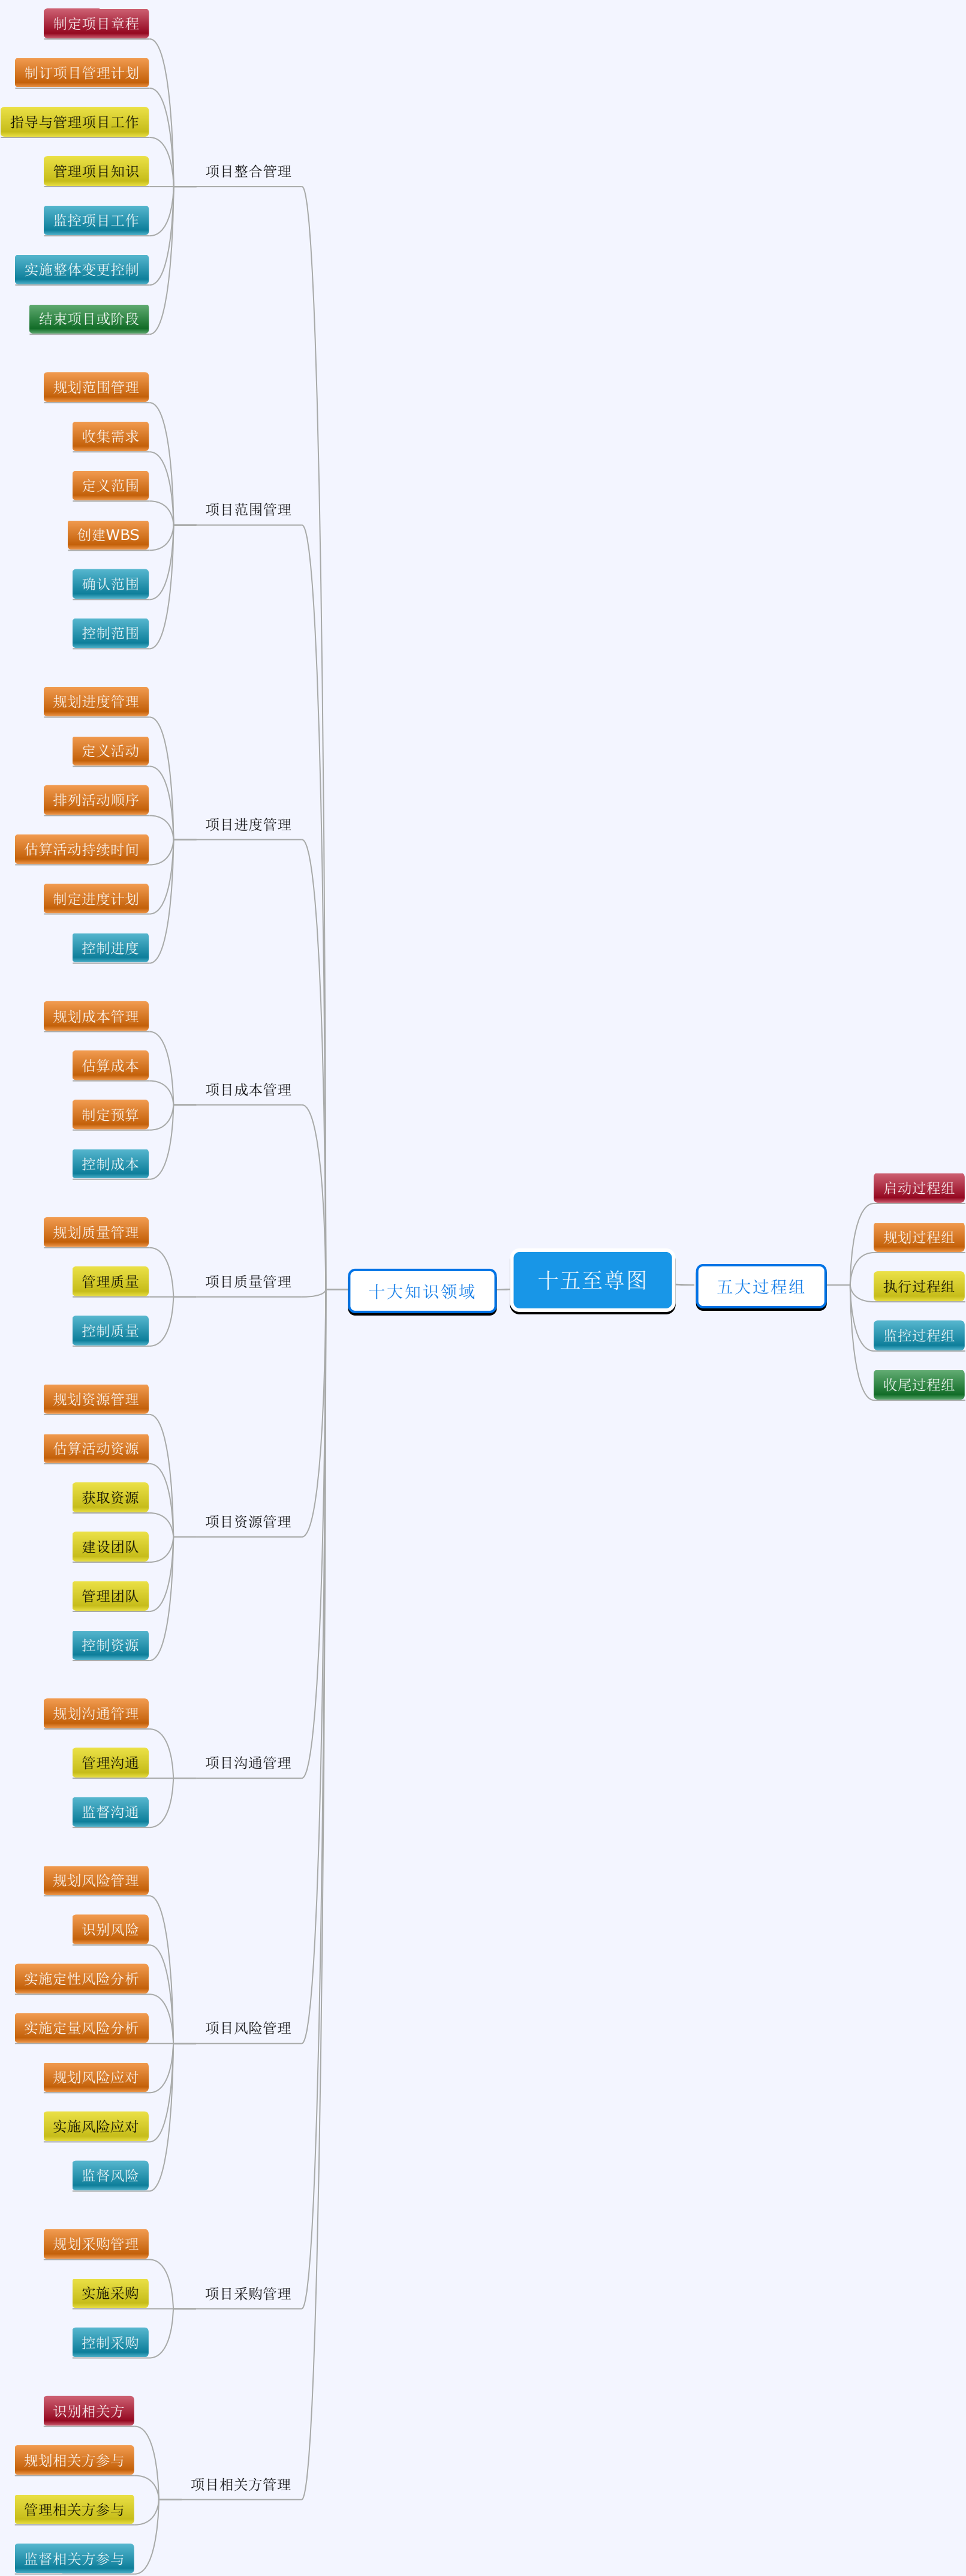 制定项目章程
制订项目管理计划
指导与管理项目工作
管理项目知识
监控项目工作
实施整体变更控制
结束项目或阶段
项目整合管理
规划范围管理
收集需求
定义范围
创建WBS
确认范围
控制范围
项目范围管理
规划进度管理
定义活动
排列活动顺序
估算活动持续时间
制定进度计划
控制进度
项目进度管理
规划成本管理
估算成本
制定预算
控制成本
项目成本管理
规划质量管理
管理质量
控制质量
项目质量管理
规划资源管理
估算活动资源
获取资源
建设团队
管理团队
控制资源
项目资源管理
规划沟通管理
管理沟通
监督沟通
项目沟通管理
规划风险管理
识别风险
实施定性风险分析
实施定量风险分析
规划风险应对
实施风险应对
监督风险
项目风险管理
规划采购管理
实施采购
控制采购
项目采购管理
识别相关方
规划相关方参与
管理相关方参与
监督相关方参与
项目相关方管理
十大知识领域
十五至尊图
五大过程组
启动过程组
规划过程组
执行过程组
监控过程组
收尾过程组